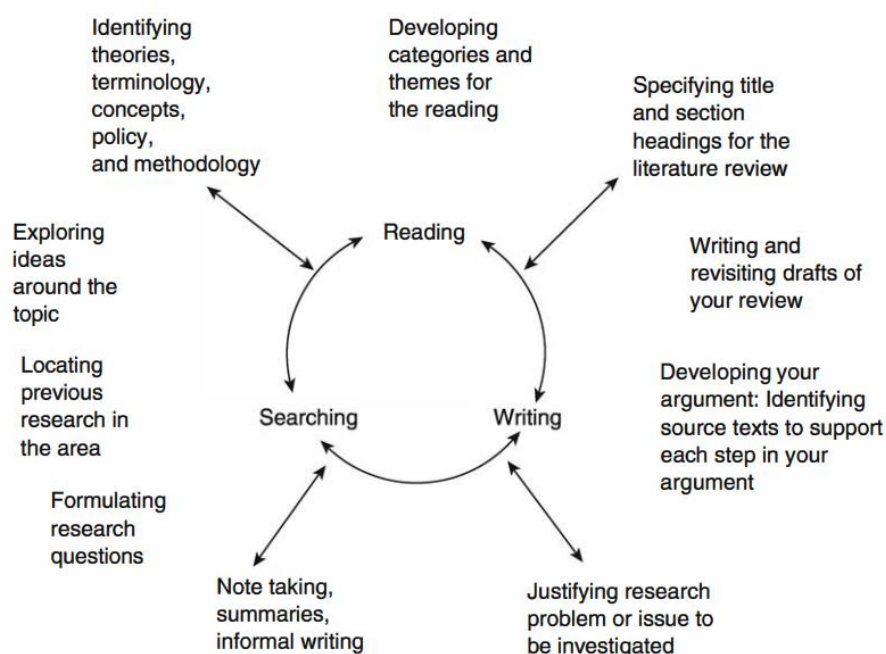 Identifying
theories,
terminology,
concepts,
policy,
and methodology
Developing
categories and
themes for
the reading
Specifying title
and section
headings for the
literature review
Exploring
ideas
around the
topic
Reading
Writing and
revisiting drafts of
your review
Locating
previous
research in
the area
Searching
Writing
Developing your
argument: Identifying
source texts to support
each step in your
argument
Formulating
research
questions
Note taking,
summaries,
informal writing
Justifying research
problem or issue to
be investigated